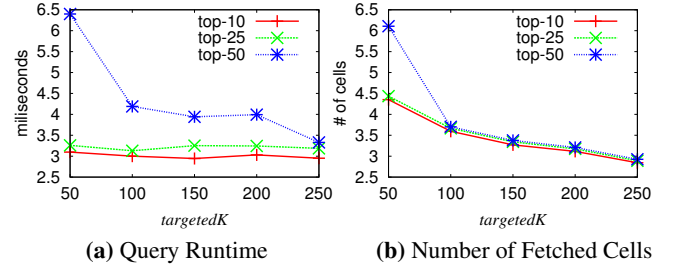 6.5
6
5.5
5
4.5
4
3.5
3
2.5
miliseconds
top-10
top-25
top-50
50 100 150 200 250
targetedK
(a) Query Runtime
6.5
6
5.5
5
4.5
4
3.5
3
2.5
# of cells
top-10
top-25
top-50
50 100 150 200 250
targetedK
(b) Number of Fetched Cells